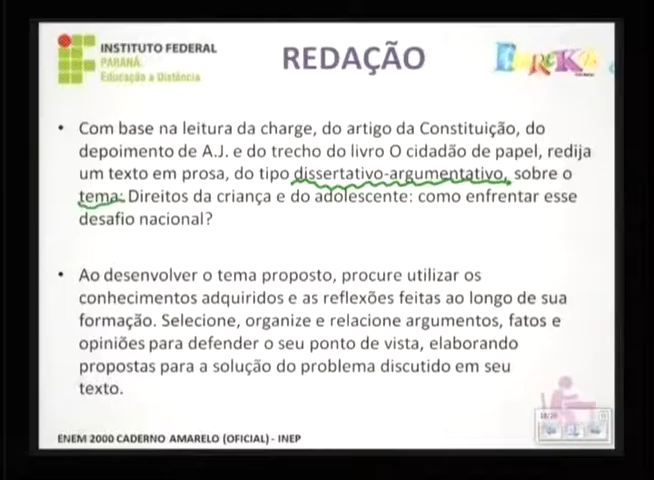 INSTITUTO FEDERAL
PARANÁ
Educação a Distância
REDAÇÃO
EUREKA
• Com base na leitura da charge, do artigo da Constituição, do
depoimento de A.J. e do trecho do livro O cidadão de papel, redija
um texto em prosa, do tipo dissertativo-argumentativo, sobre o
tema: Direitos da criança e do adolescente: como enfrentar esse
desafio nacional?
• Ao desenvolver o tema proposto, procure utilizar os
conhecimentos adquiridos e as reflexões feitas ao longo de sua
formação. Selecione, organize e relacione argumentos, fatos e
opiniões para defender o seu ponto de vista, elaborando
propostas para a solução do problema discutido em seu
texto.
ENEM 2000 CADERNO AMARELO (OFICIAL) - INEP